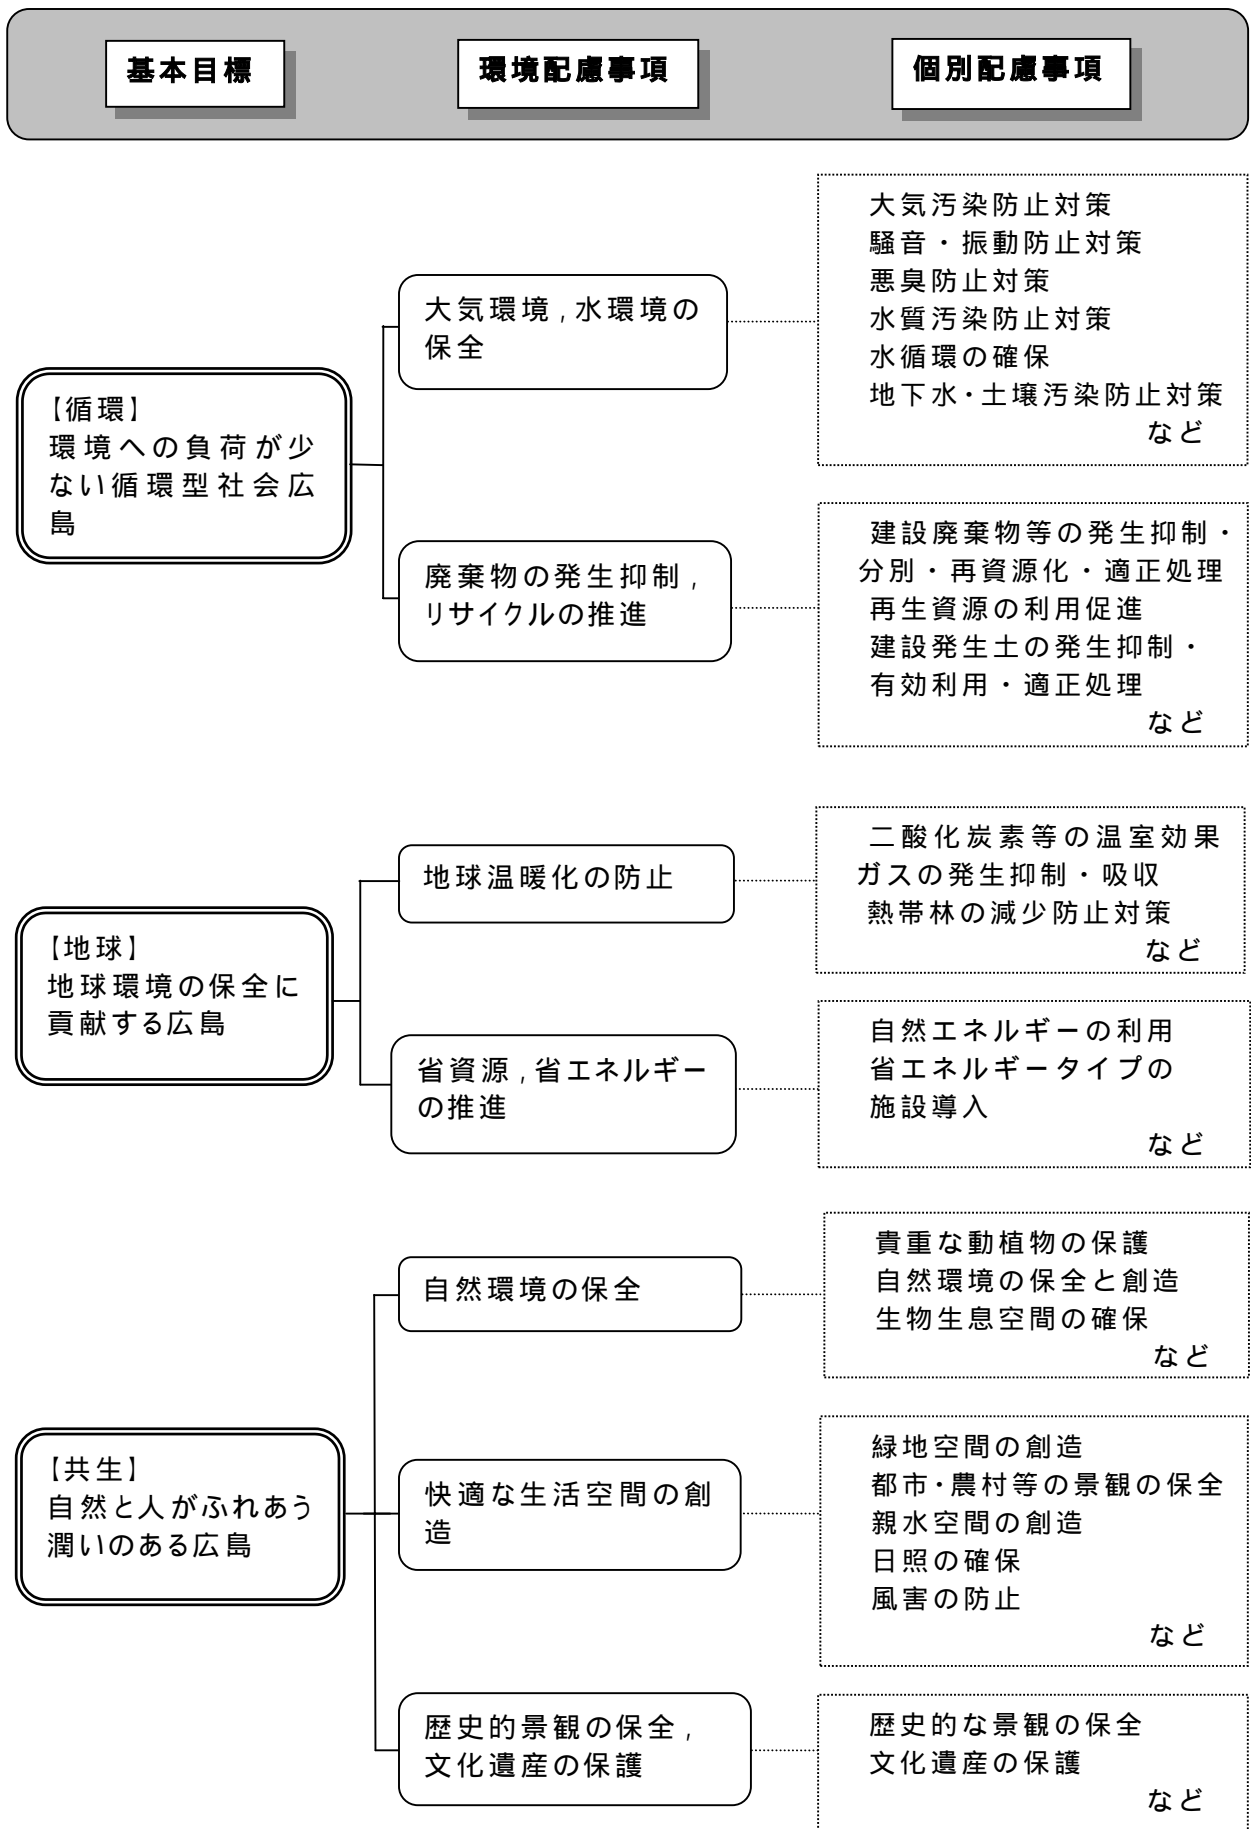 基本目標
環境配慮事項
個別配慮事項
【循環】
環境への負荷が少
ない循環型社会広
島
大気環境,水環境の
保全
大気汚染防止対策
騒音・振動防止対策
悪臭防止対策
水質汚染防止対策
水循環の確保
地下水・土壌汚染防止対策
など
廃棄物の発生抑制,
リサイクルの推進
建設廃棄物等の発生抑制・
分別・再資源化・適正処理
再生資源の利用促進
建設発生土の発生抑制・
有効利用・適正処理
など
【地球】
地球環境の保全に
貢献する広島
地球温暖化の防止
二酸化炭素等の温室効果
ガスの発生抑制・吸収
熱帯林の減少防止対策
など
省資源,省エネルギー
の推進
自然エネルギーの利用
省エネルギータイプの
施設導入
など
【共生】
自然と人がふれあう
潤いのある広島
自然環境の保全
貴重な動植物の保護
自然環境の保全と創造
生物生息空間の確保
など
快適な生活空間の創
造
緑地空間の創造
都市・農村等の景観の保全
親水空間の創造
日照の確保
風害の防止
など
歴史的景観の保全,
文化遺産の保護
歴史的な景観の保全
文化遺産の保護
など